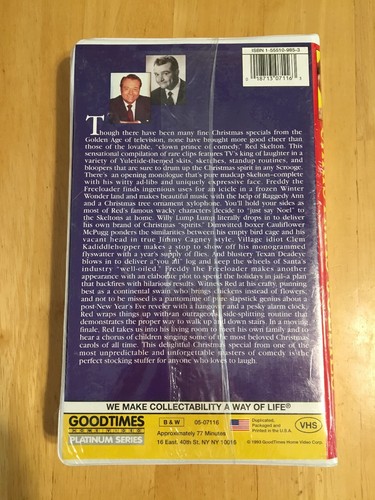 ISBN 1-55510-985-3
0 18713 07116
Though there have been many fine Christmas specials from the
Golden Age of television, none have brought more good cheer than
those of the lovable, "clown prince of comedy," Red Skelton. This
sensational compilation of rare clips features TV's king of laughter in a
variety of Yuletide-themed skits, sketches, standup routines, and
bloopers that are sure to drum up the Christmas spirit in any Scrooge.
There's an opening monologue that's pure madcap Skelton-complete
with his witty ad-libs and uniquely expressive face. Freddy the
Freeloader finds ingenious uses for an icicle in a frozen Winter
Wonder Land and makes beautiful music with the help of Raggedy Ann
and a Christmas tree ornament xylophone. You'll hold your sides as
most of Red's famous wacky characters decide to "just say Noel" to
the Skeltons at home. Willy Lump Lump literally drops in to deliver
his own brand of Christmas "spirits." Dimwitted boxer Cauliflower
McPugg ponders the similarities between his empty bird cage and his
vacant head in true Jimmy Cagney style. Village idiot Clem
Kadiddlehopper makes a stop to show off his monogrammed
flyswatter with a year's supply of flies. And blustery Texan Deadeye
blows in to deliver a "you all" log and keep the wheels of Santa's
industry "well-oiled." Freddy the Freeloader makes another
appearance with an elaborate plot to spend the holidays in jail-a plan
that backfires with hilarious results. Witness Red at his crafty, punning
best as a continental swain who brings chickens instead of flowers,
and not to be missed is a pantomime of pure slapstick genius about a
post-New Year's Eve reveler with a hangover and a pesky alarm clock.
Red wraps things up with an outrageous, side-splitting routine that
demonstrates the proper way to walk up and down stairs. In a moving
finale, Red takes us into his living room to meet his own family and to
hear a chorus of children singing some of the most beloved Christmas
carols of all time. This delightful Christmas special from one of the
most unpredictable and unforgettable masters of comedy is the
perfect stocking stuffer for anyone who loves to laugh.
WE MAKE COLLECTABILITY A WAY OF LIFE®
GOODTIMES
HOME VIDEO
PLATINUM SERIES
B & W 05-07116
Approximately 77 Minutes
16 East, 40th St. NY NY 10016
Duplicated,
Packaged and
Printed in the U.S.A.
© 1993 GoodTimes Home Video Corp.
VHS